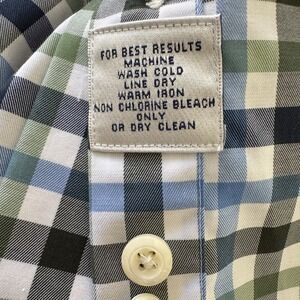 FOR BEST RESULTS
MACHINE
WASH COLD
LINE DRY
WARM IRON
NON CHLORINE BLEACH
ONLY
OR DRY CLEAN